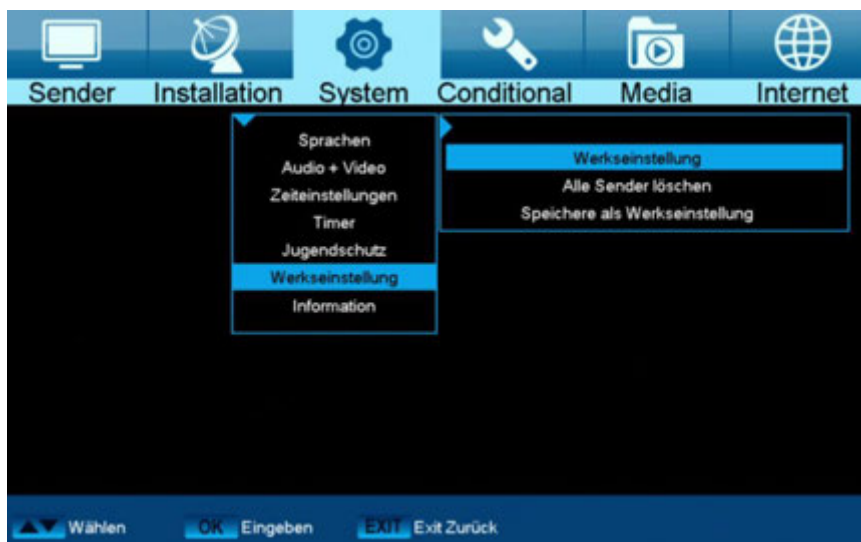 Sender Installation System Conditional Media Internet
Sprachen
Audio + Video
Zeiteinstellungen
Timer
Jugendschutz
Werkseinstellung
Information
Werkseinstellung
Alle Sender löschen
Speichere als Werkseinstellung
Wählen OK Eingeben EXIT Exit Zurück